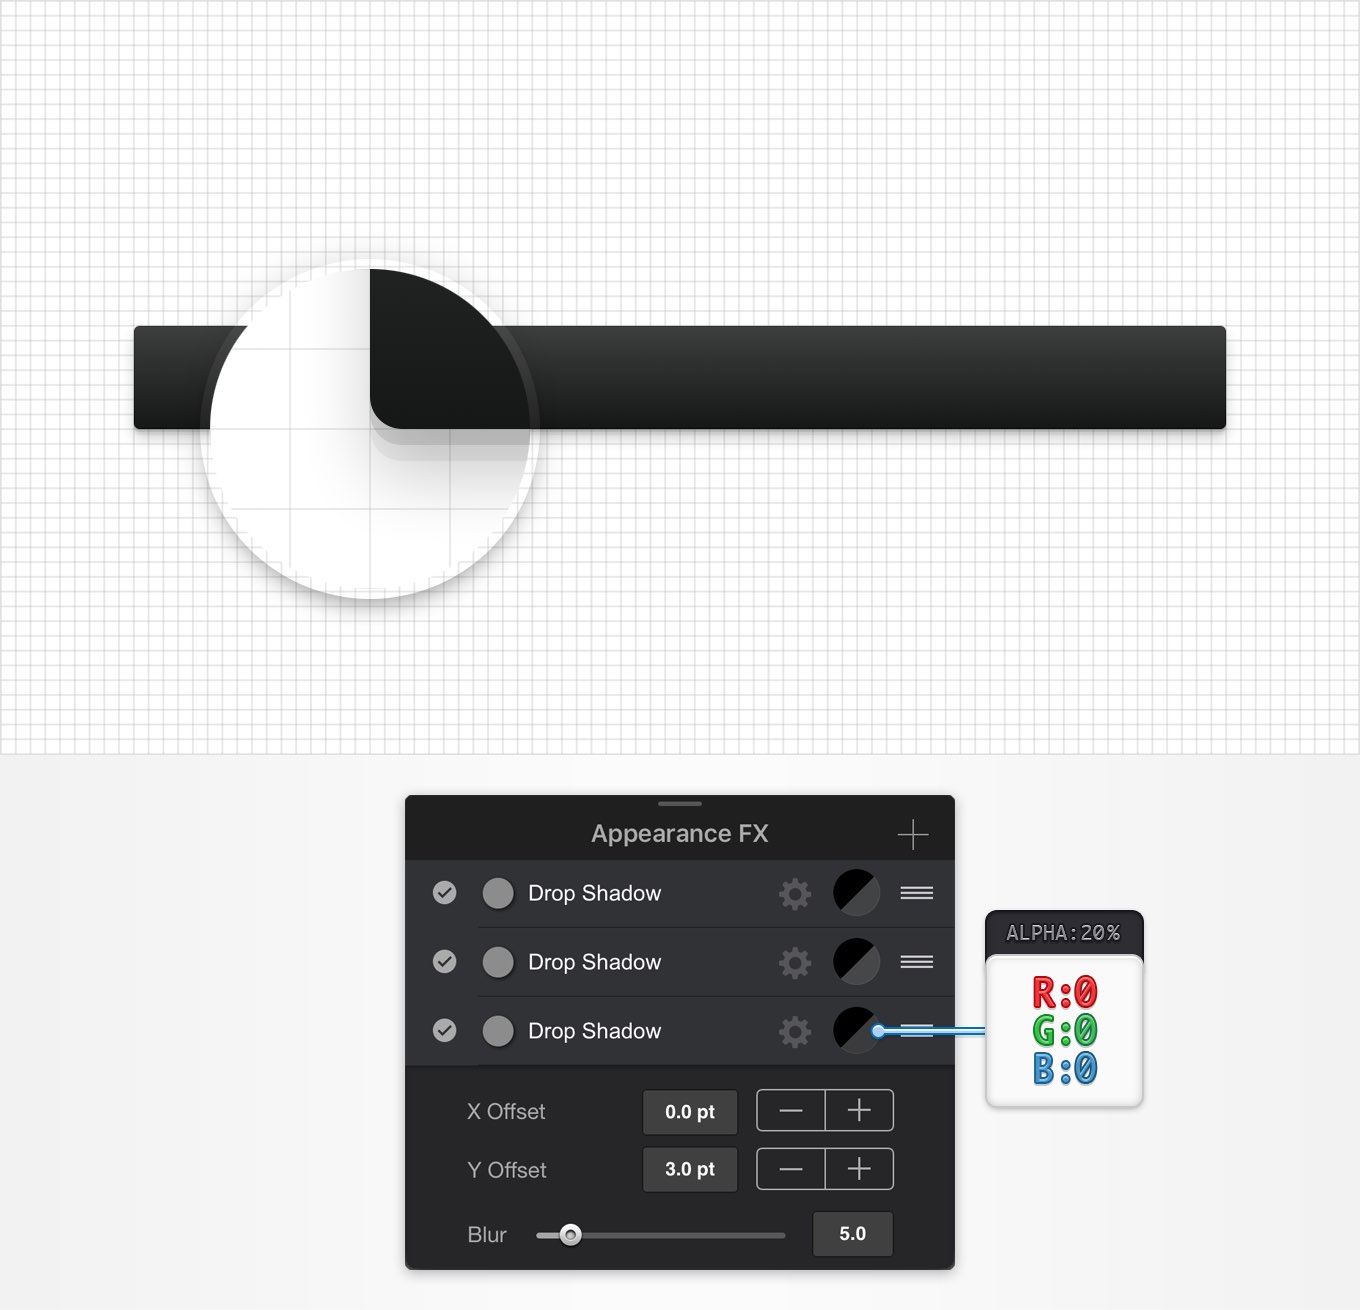 Appearance FX
Drop Shadow
Drop Shadow
Drop Shadow
ALPHA:20%
R:0
G:0
B:0
X Offset 0.0 pt
Y Offset 3.0 pt
Blur 5.0